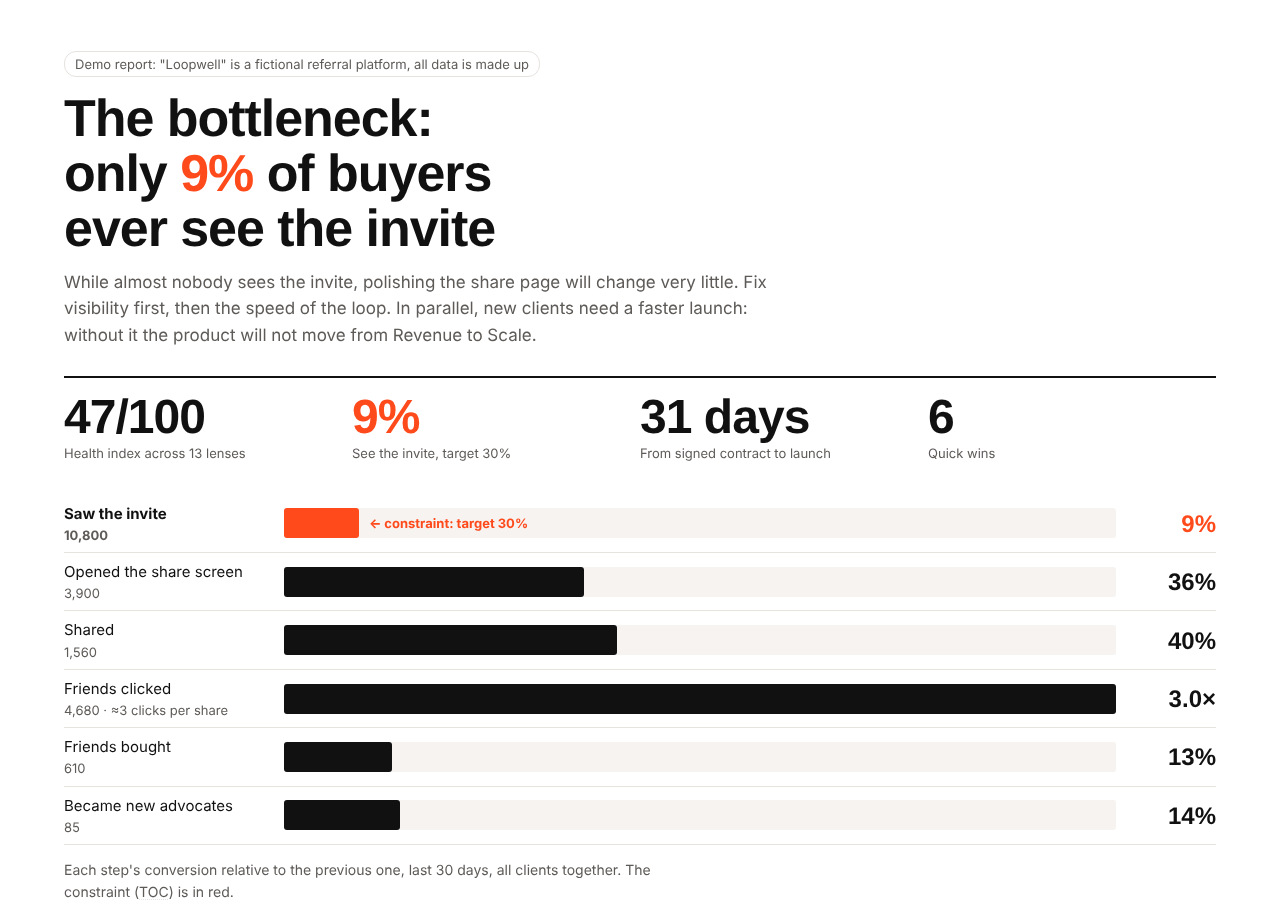 Demo report: "Loopwell" is a fictional referral platform, all data is made up
The bottleneck:
only 9% of buyers
ever see the invite
While almost nobody sees the invite, polishing the share page will change very little. Fix
visibility first, then the speed of the loop. In parallel, new clients need a faster launch:
without it the product will not move from Revenue to Scale.
47/100
Health index across 13 lenses
9%
See the invite, target 30%
31 days
From signed contract to launch
6
Quick wins
Saw the invite
10,800
← constraint: target 30%
9%
Opened the share screen
3,900
36%
Shared
1,560
40%
Friends clicked
4,680 · ≈3 clicks per share
3.0×
Friends bought
610
13%
Became new advocates
85
14%
Each step's conversion relative to the previous one, last 30 days, all clients together. The
constraint (TOC) is in red.